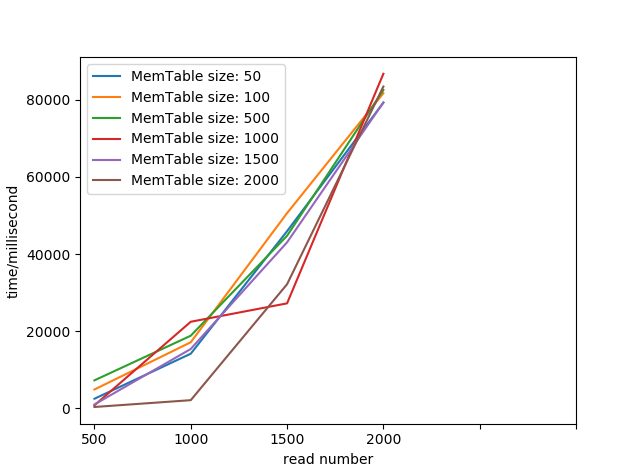 MemTable size: 50
MemTable size: 100
MemTable size: 500
MemTable size: 1000
MemTable size: 1500
MemTable size: 2000
80000
60000
40000
20000
0
time/millisecond
500 1000 1500 2000
read number